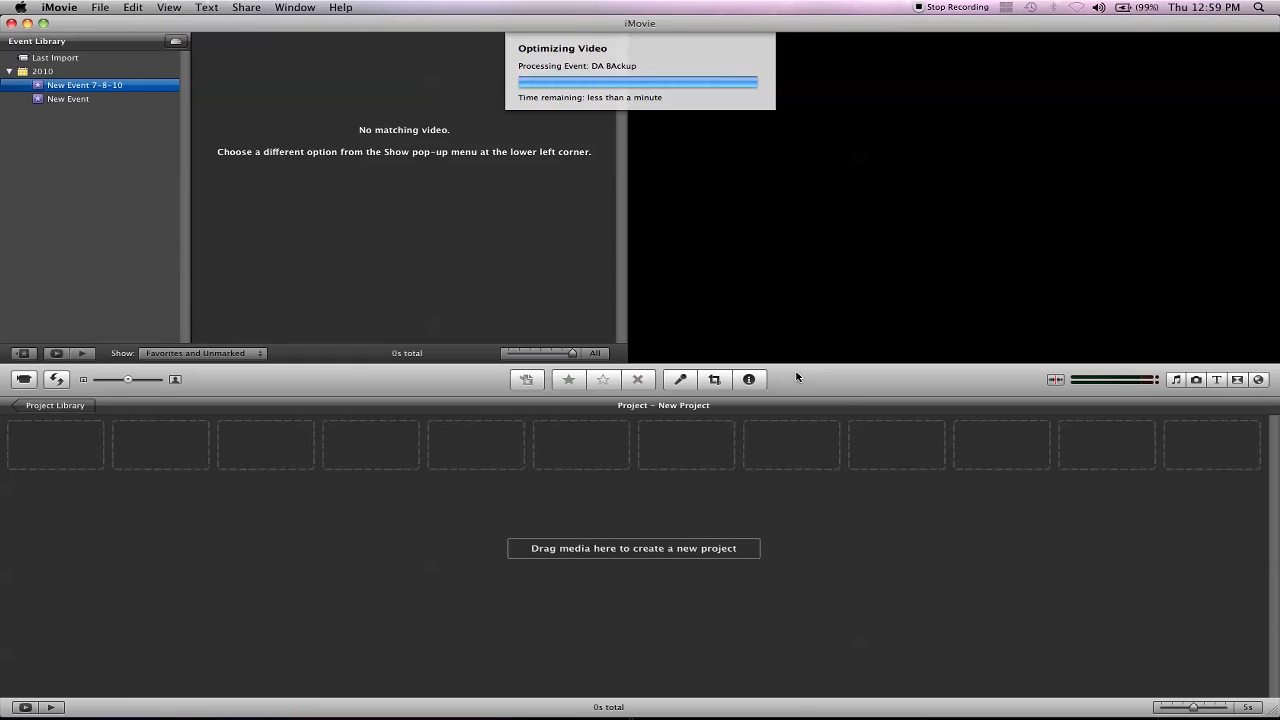 iMovie File Edit View Text Share Window Help Stop Recording (99%) Thu 12:59 PM
iMovie
Event Library
Last Import
2010
New Event 7-8-10
New Event
Optimizing Video
Processing Event: DA BAckup
Time remaining: less than a minute
No matching video.
Choose a different option from the Show pop-up menu at the lower left corner.
Show: Favorites and Unmarked 0s total All
Project Library Project - New Project
Drag media here to create a new project
0s total 5s